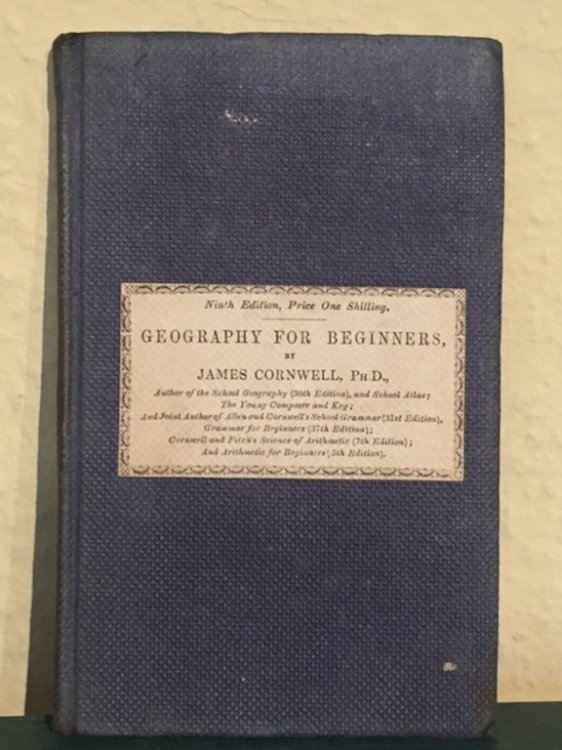 Ninth Edition, Price One Shilling.
GEOGRAPHY FOR BEGINNERS,
BY
JAMES CORNWELL, PH D.,
Author of the School Geography (30th Edition), and School Atlas;
The Young Composer and Key;
And Joint Author of Allen and Cornwell's School Grammar (31st Edition),
Grammar for Beginners (37th Edition);
Cornwell and Fitch's Science of Arithmetic (7th Edition);
And Arithmetic for Beginners (5th Edition).